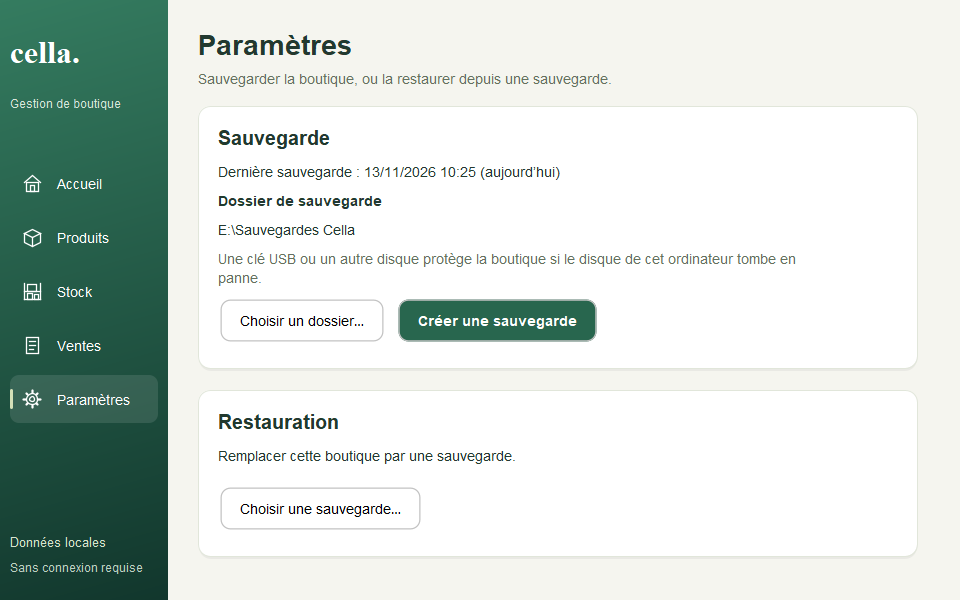 cella.
Gestion de boutique
Accueil
Produits
Stock
Ventes
Paramètres
Données locales
Sans connexion requise
Paramètres
Sauvegarder la boutique, ou la restaurer depuis une sauvegarde.
Sauvegarde
Dernière sauvegarde : 13/11/2026 10:25 (aujourd'hui)
Dossier de sauvegarde
E:\Sauvegardes Cella
Une clé USB ou un autre disque protège la boutique si le disque de cet ordinateur tombe en
panne.
Choisir un dossier...
Créer une sauvegarde
Restauration
Remplacer cette boutique par une sauvegarde.
Choisir une sauvegarde...